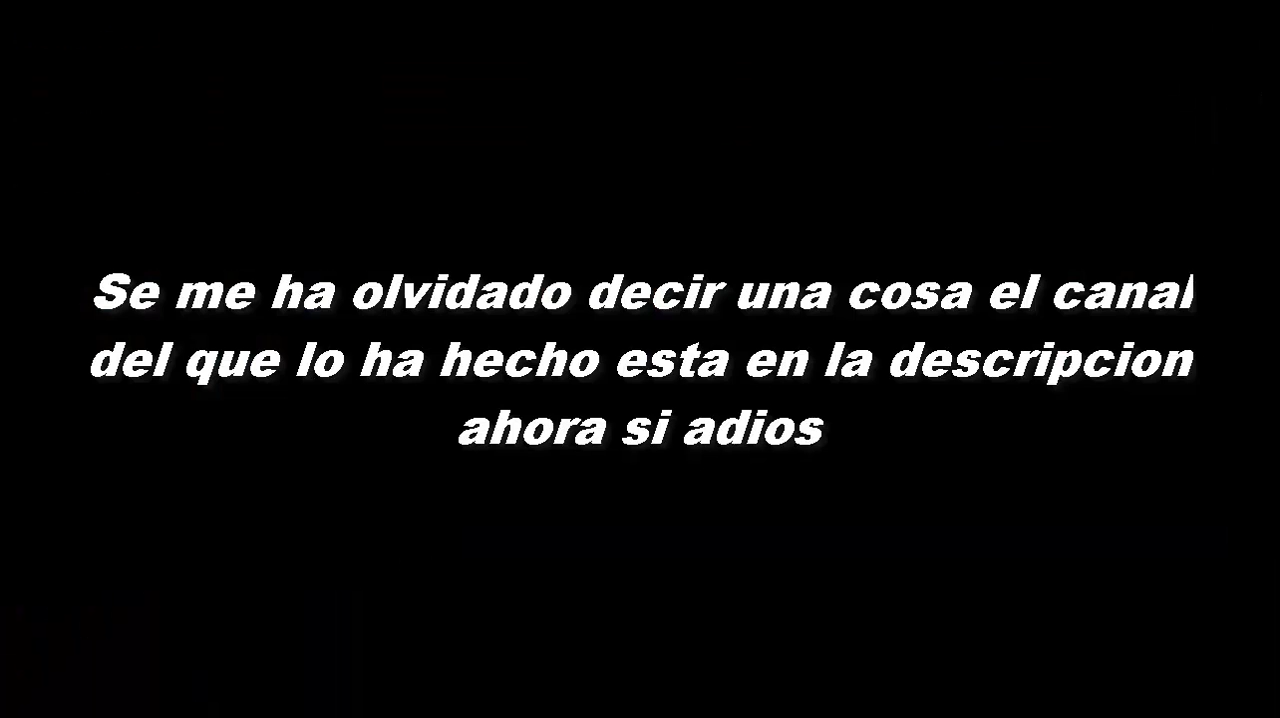 Se me ha olvidado decir una cosa el canal
del que lo ha hecho esta en la descripcion
ahora si adios